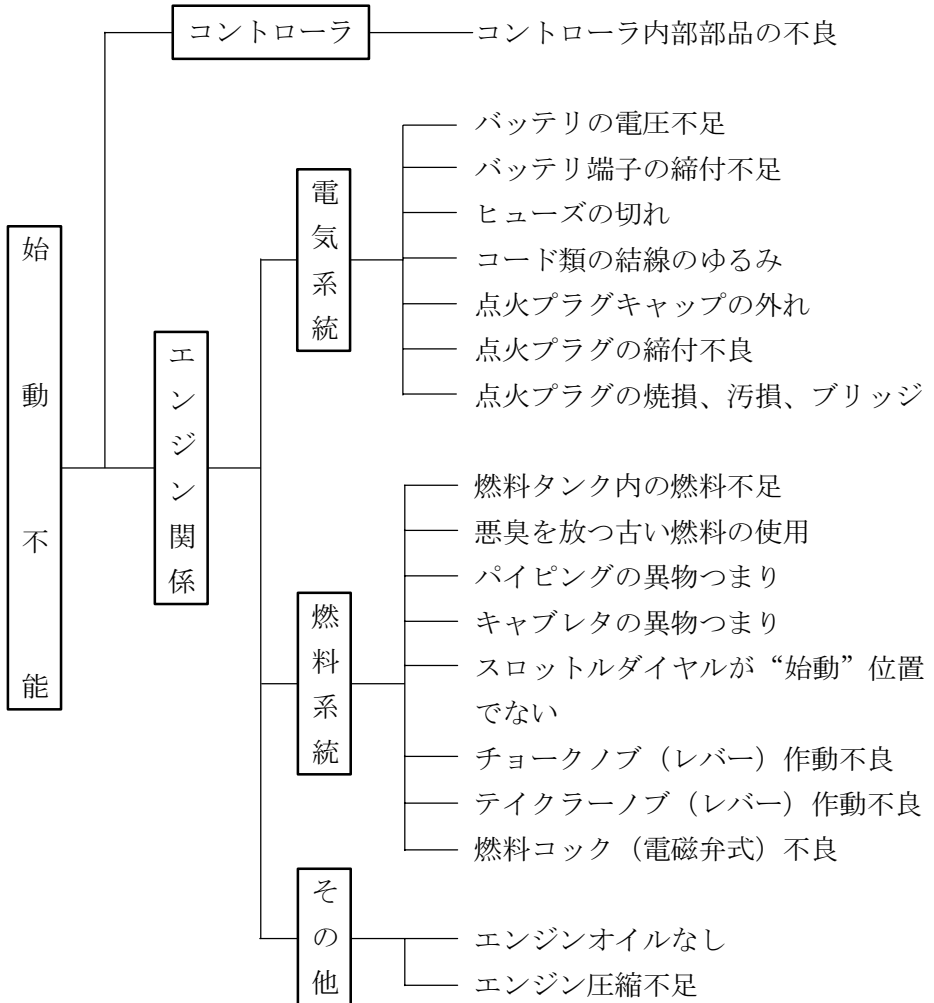 コントローラ
コントローラ内部部品の不良
始動不能
エンジン関係
電気系統
バッテリの電圧不足
バッテリ端子の締付不足
ヒューズの切れ
コード類の結線のゆるみ
点火プラグキャップの外れ
点火プラグの締付不良
点火プラグの焼損、汚損、ブリッジ
燃料系統
燃料タンク内の燃料不足
悪臭を放つ古い燃料の使用
パイピングの異物つまり
キャブレタの異物つまり
スロットルダイヤルが“始動”位置
でない
チョークノブ（レバー）作動不良
テイクラーノブ（レバー）作動不良
燃料コック（電磁弁式）不良
その他
エンジンオイルなし
エンジン圧縮不足